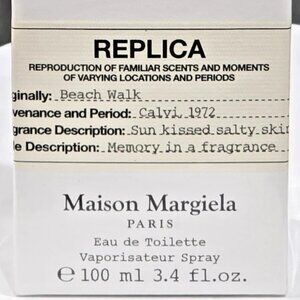 REPLICA
REPRODUCTION OF FAMILIAR SCENTS AND MOMENTS
OF VARYING LOCATIONS AND PERIODS
ginally: Beach Walk
venance and Period: Calvi, 1972
grance Description: Sun kissed salty skin
le Description: Memory in a fragrance
Maison Margiela
PARIS
Eau de Toilette
Vaporisateur Spray
℮ 100 ml 3.4 fl.oz.